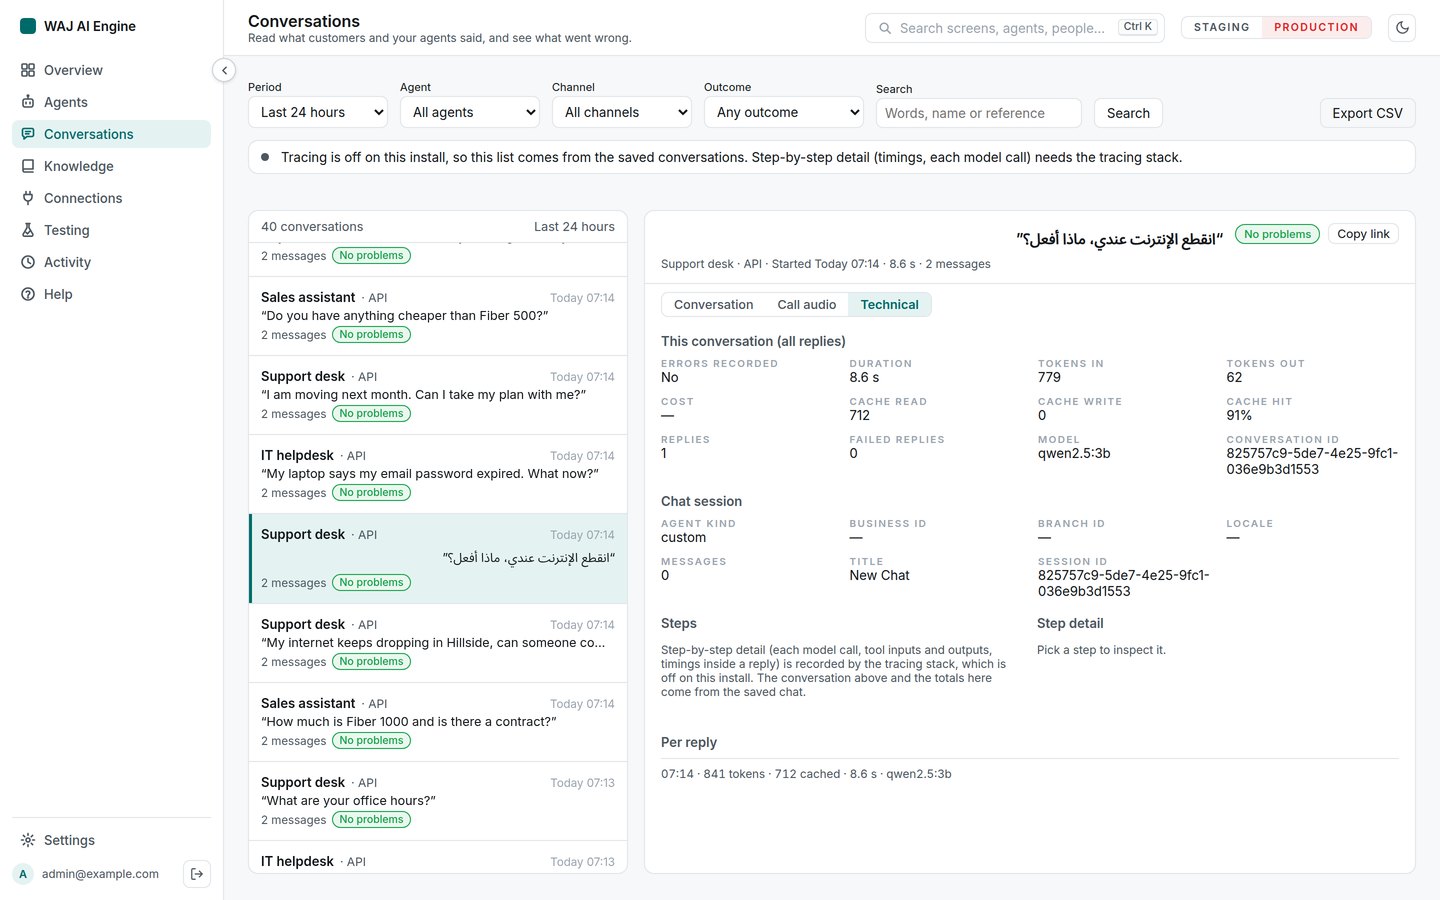 WAJ AI Engine
Overview
Agents
Conversations
Knowledge
Connections
Testing
Activity
Help
Settings
A admin@example.com
Conversations
Read what customers and your agents said, and see what went wrong.
Search screens, agents, people... Ctrl K
STAGING PRODUCTION
Period Agent Channel Outcome Search
Last 24 hours All agents All channels Any outcome Words, name or reference Search Export CSV
Tracing is off on this install, so this list comes from the saved conversations. Step-by-step detail (timings, each model call) needs the tracing stack.
40 conversations Last 24 hours
2 messages No problems
Sales assistant · API Today 07:14
“Do you have anything cheaper than Fiber 500?”
2 messages No problems
Support desk · API Today 07:14
“I am moving next month. Can I take my plan with me?”
2 messages No problems
IT helpdesk · API Today 07:14
“My laptop says my email password expired. What now?”
2 messages No problems
Support desk · API Today 07:14
“انقطع الإنترنت عندي، ماذا أفعل؟”
2 messages No problems
Support desk · API Today 07:14
“My internet keeps dropping in Hillside, can someone co...
2 messages No problems
Sales assistant · API Today 07:14
“How much is Fiber 1000 and is there a contract?”
2 messages No problems
Support desk · API Today 07:13
“What are your office hours?”
2 messages No problems
IT helpdesk · API Today 07:13
“انقطع الإنترنت عندي، ماذا أفعل؟”
No problems Copy link
Support desk · API · Started Today 07:14 · 8.6 s · 2 messages
Conversation Call audio Technical
This conversation (all replies)
ERRORS RECORDED DURATION TOKENS IN TOKENS OUT
No 8.6 s 779 62
COST CACHE READ CACHE WRITE CACHE HIT
— 712 0 91%
REPLIES FAILED REPLIES MODEL CONVERSATION ID
1 0 qwen2.5:3b 825757c9-5de7-4e25-9fc1-
036e9b3d1553
Chat session
AGENT KIND BUSINESS ID BRANCH ID LOCALE
custom — — —
MESSAGES TITLE SESSION ID
0 New Chat 825757c9-5de7-4e25-9fc1-
036e9b3d1553
Steps
Step-by-step detail (each model call, tool inputs and outputs,
timings inside a reply) is recorded by the tracing stack, which is
off on this install. The conversation above and the totals here
come from the saved chat.
Step detail
Pick a step to inspect it.
Per reply
07:14 · 841 tokens · 712 cached · 8.6 s · qwen2.5:3b